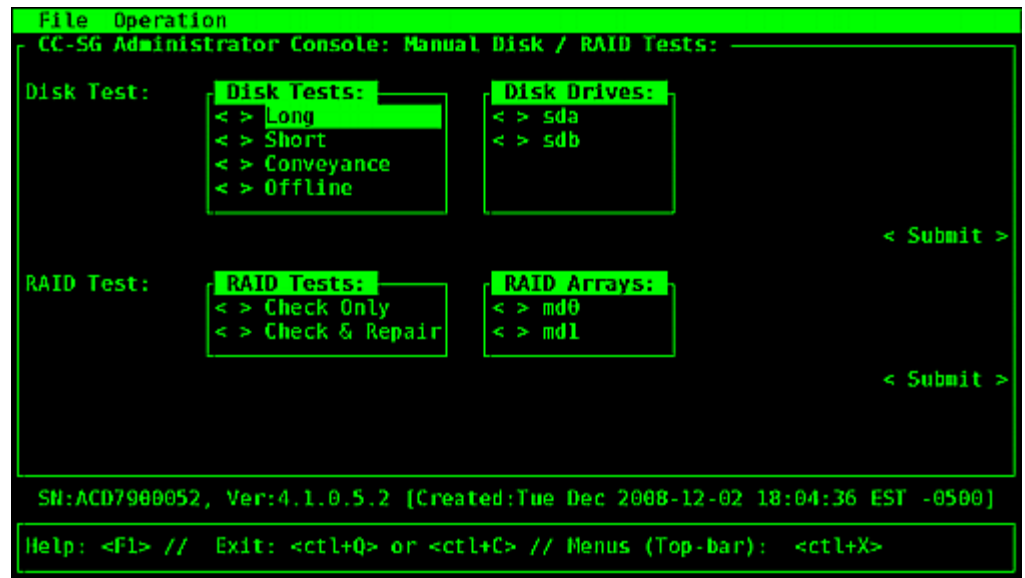 File Operation
CC-SG Administrator Console: Manual Disk / RAID Tests:
Disk Test: Disk Tests: Disk Drives:
< > Long < > sda
< > Short < > sdb
< > Conveyance
< > Offline
< Submit >
RAID Test: RAID Tests: RAID Arrays:
< > Check Only < > md0
< > Check & Repair < > md1
< Submit >
SN:ACD7900052, Ver:4.1.0.5.2 [Created:Tue Dec 2008-12-02 18:04:36 EST -0500]
Help: <F1> // Exit: <ctl+Q> or <ctl+C> // Menus (Top-bar): <ctl+X>